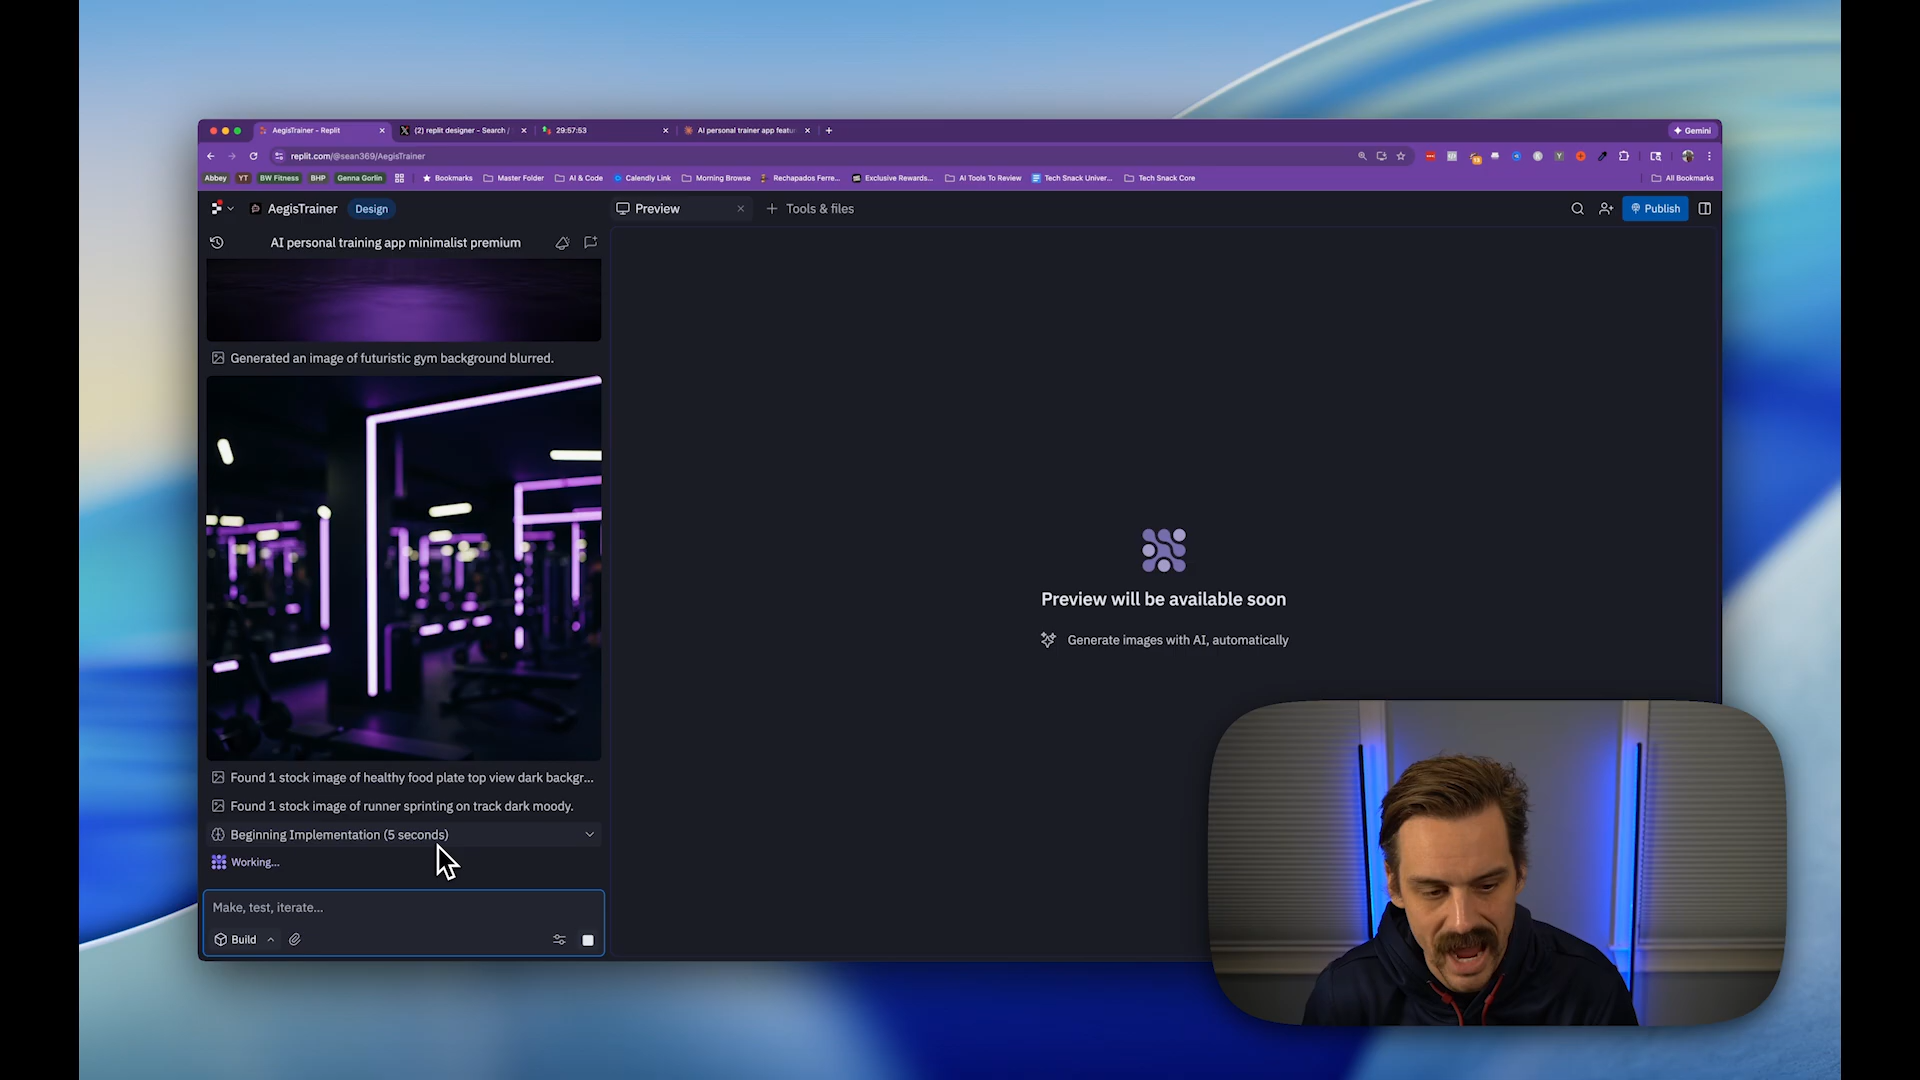 AegisTrainer - Replit
(2) replit designer - Search /
29:57:53
AI personal trainer app featu
Gemini
replit.com/@sean369/AegisTrainer
Abbey
YT
BW Fitness
BHP
Genna Gorlin
Bookmarks
Master Folder
AI & Code
Calendly Link
Morning Browse
Rechapados Ferre...
Exclusive Rewards...
AI Tools To Review
Tech Snack Univer...
Tech Snack Core
All Bookmarks
AegisTrainer
Design
Preview
Tools & files
Publish
AI personal training app minimalist premium
Generated an image of futuristic gym background blurred.
Found 1 stock image of healthy food plate top view dark backgr...
Found 1 stock image of runner sprinting on track dark moody.
Beginning Implementation (5 seconds)
Working...
Make, test, iterate...
Build
Preview will be available soon
Generate images with AI, automatically